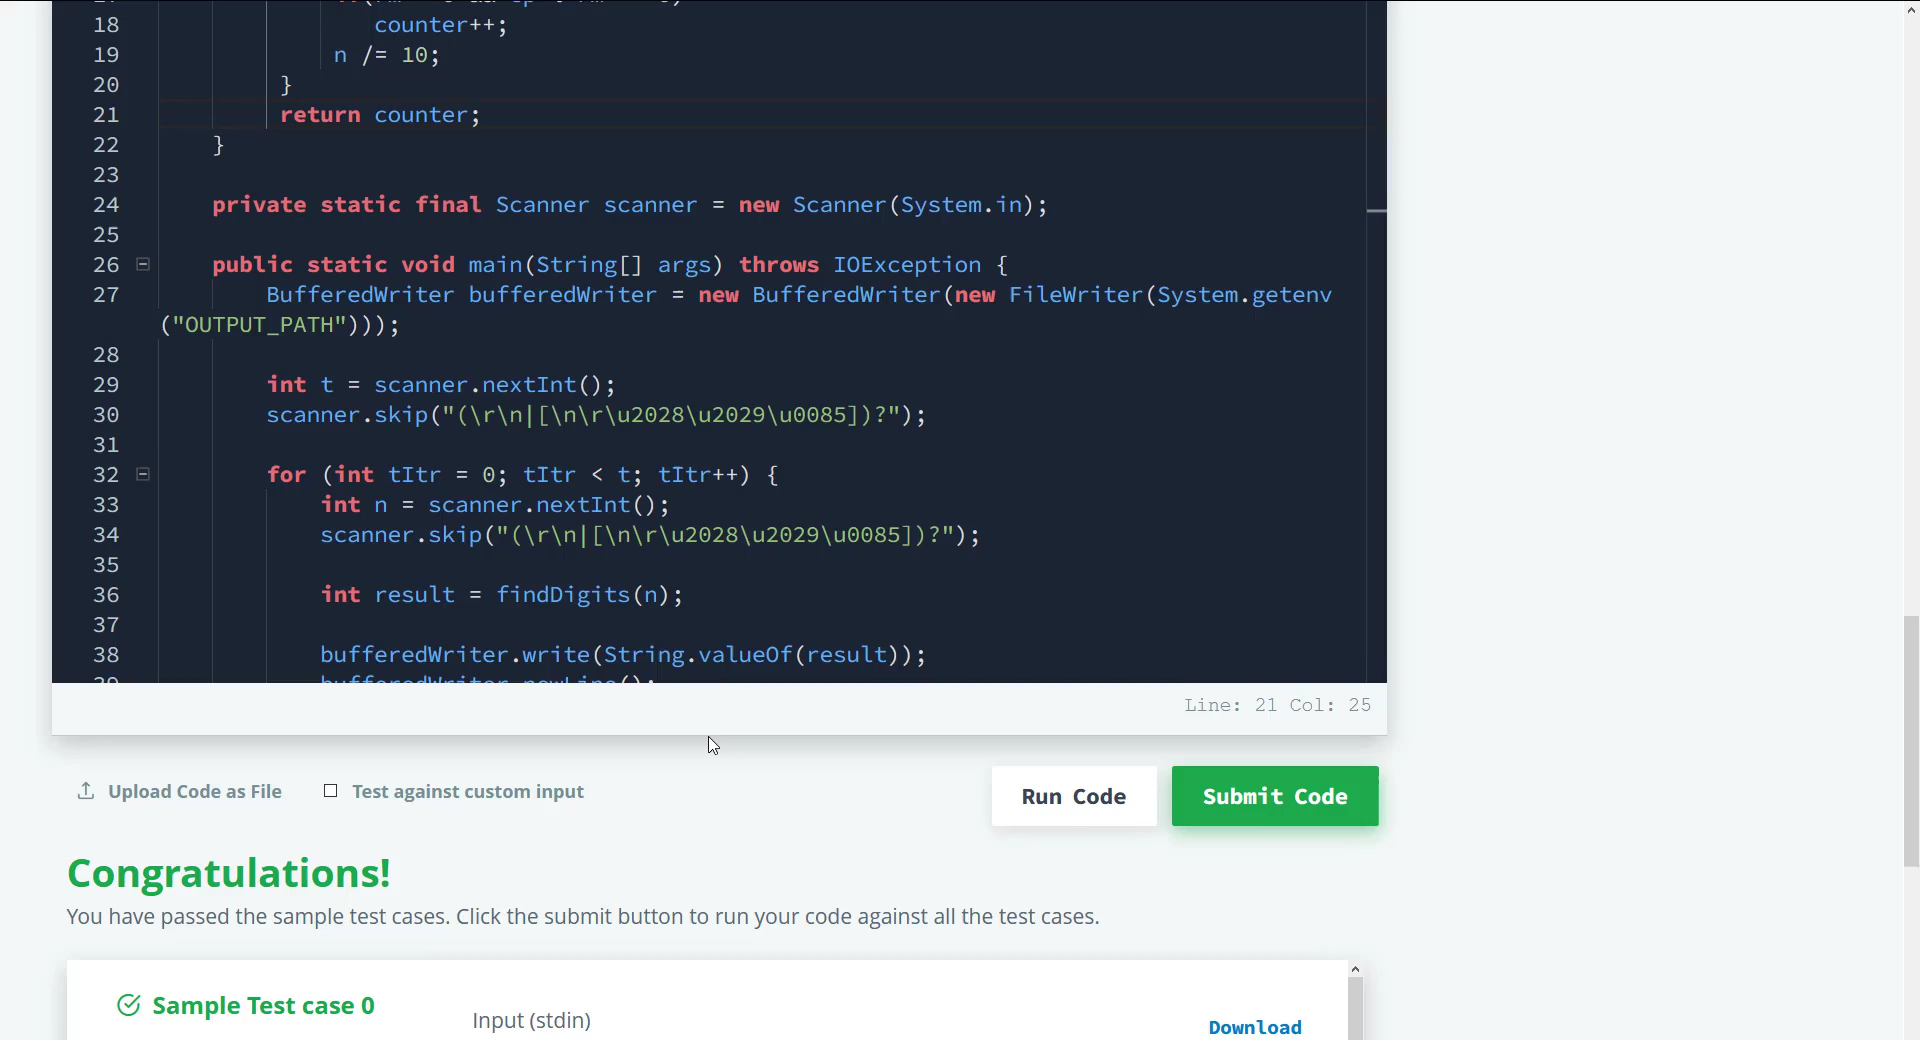 18 counter++;
19 n /= 10;
20 }
21 return counter;
22 }
23
24 private static final Scanner scanner = new Scanner(System.in);
25
26 public static void main(String[] args) throws IOException {
27 BufferedWriter bufferedWriter = new BufferedWriter(new FileWriter(System.getenv
("OUTPUT_PATH")));
28
29 int t = scanner.nextInt();
30 scanner.skip("(\r\n|[\n\r\u2028\u2029\u0085])?");
31
32 for (int tItr = 0; tItr < t; tItr++) {
33 int n = scanner.nextInt();
34 scanner.skip("(\r\n|[\n\r\u2028\u2029\u0085])?");
35
36 int result = findDigits(n);
37
38 bufferedWriter.write(String.valueOf(result));
39 bufferedWriter.newLine();
Line: 21 Col: 25
Upload Code as File Test against custom input Run Code Submit Code
Congratulations!
You have passed the sample test cases. Click the submit button to run your code against all the test cases.
Sample Test case 0
Input (stdin)
Download